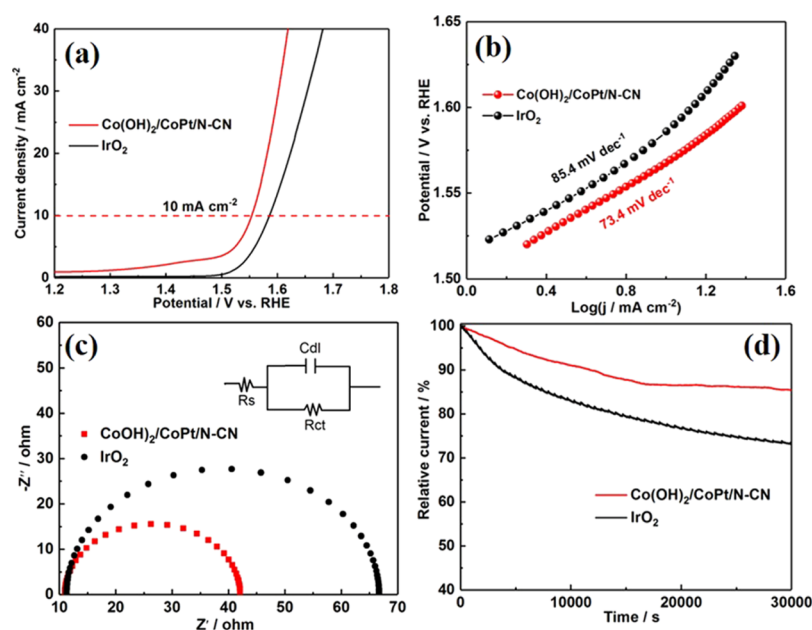 (a)
40
30
20
10
0
Current density / mA cm⁻²
Co(OH)₂/CoPt/N-CN
IrO₂
10 mA cm⁻²
1.2 1.3 1.4 1.5 1.6 1.7 1.8
Potential / V vs. RHE
(b)
1.65
1.60
1.55
1.50
Potential / V vs. RHE
Co(OH)₂/CoPt/N-CN
IrO₂
85.4 mV dec⁻¹
73.4 mV dec⁻¹
0.0 0.4 0.8 1.2 1.6
Log(j / mA cm⁻²)
(c)
60
50
40
30
20
10
0
-Z′′ / ohm
Cdl
Rs
Rct
CoOH)₂/CoPt/N-CN
IrO₂
10 20 30 40 50 60 70
Z′ / ohm
(d)
100
90
80
70
60
50
Relative current / %
Co(OH)₂/CoPt/N-CN
IrO₂
0 10000 20000 30000
Time / s